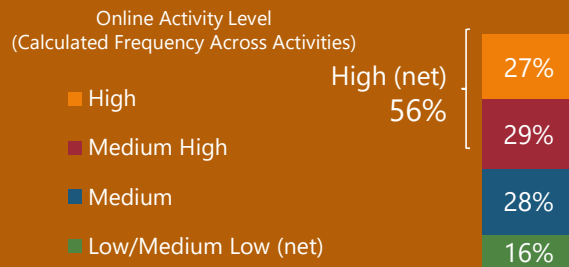 Online Activity Level
(Calculated Frequency Across Activities)
High
Medium High
Medium
Low/Medium Low (net)
High (net)
56%
27%
29%
28%
16%